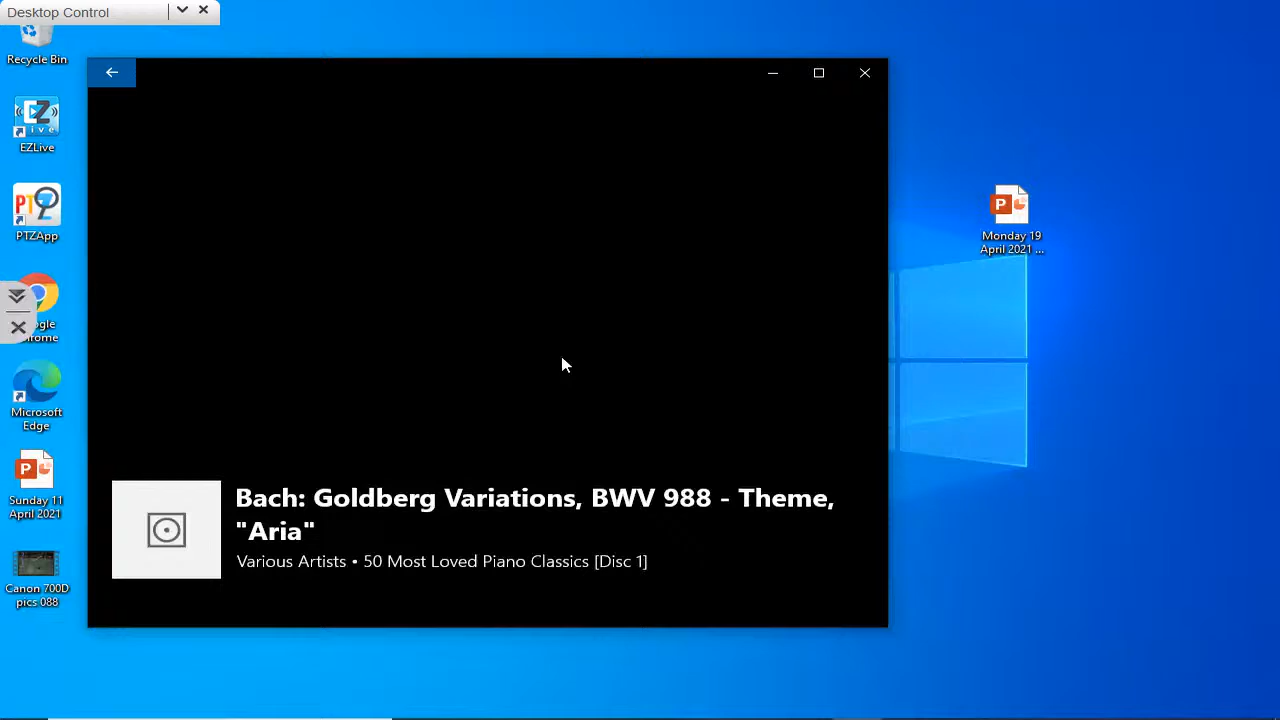 Desktop Control
Recycle Bin
EZLive
PTZApp
Microsoft
Edge
Sunday 11
April 2021
Canon 700D
pics 088
Bach: Goldberg Variations, BWV 988 - Theme,
"Aria"
Various Artists • 50 Most Loved Piano Classics [Disc 1]
Monday 19
April 2021 ...